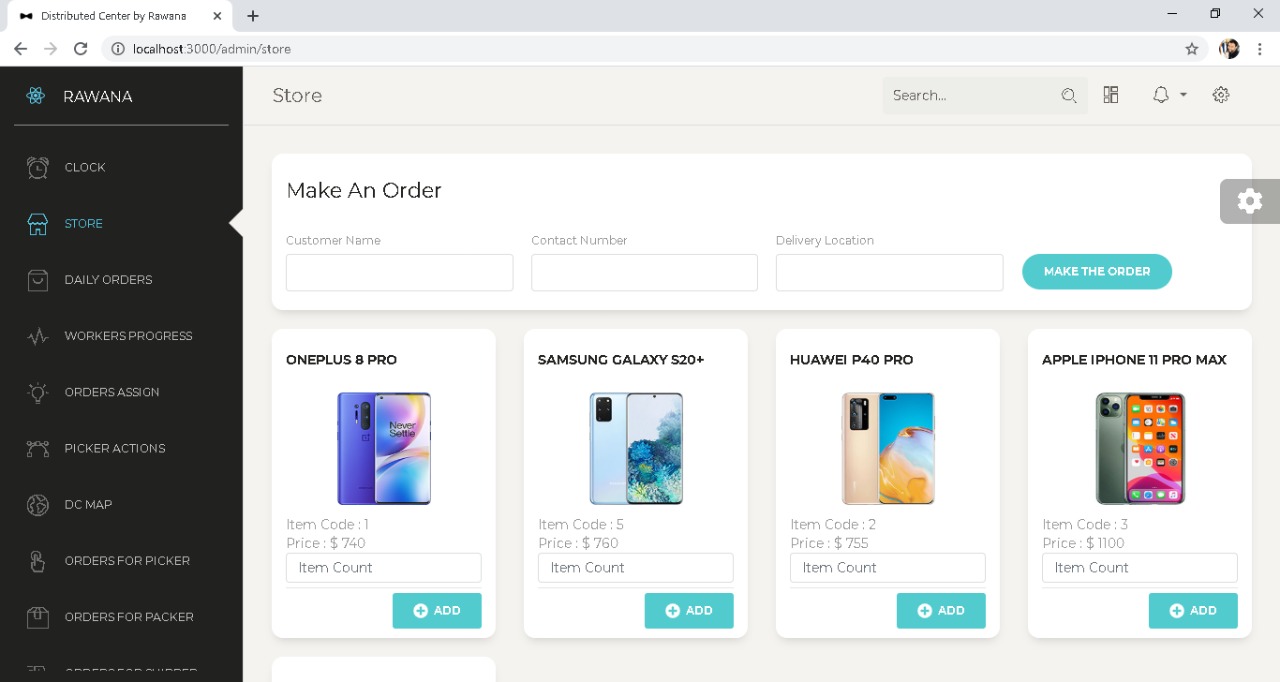 Distributed Center by Rawana
localhost:3000/admin/store
RAWANA
Store
Search...
CLOCK
STORE
DAILY ORDERS
WORKERS PROGRESS
ORDERS ASSIGN
PICKER ACTIONS
DC MAP
ORDERS FOR PICKER
ORDERS FOR PACKER
Make An Order
Customer Name
Contact Number
Delivery Location
MAKE THE ORDER
ONEPLUS 8 PRO
Never
Settle
Item Code : 1
Price : $ 740
Item Count
ADD
SAMSUNG GALAXY S20+
Item Code : 5
Price : $ 760
Item Count
ADD
HUAWEI P40 PRO
Item Code : 2
Price : $ 755
Item Count
ADD
APPLE IPHONE 11 PRO MAX
Item Code : 3
Price : $ 1100
Item Count
ADD